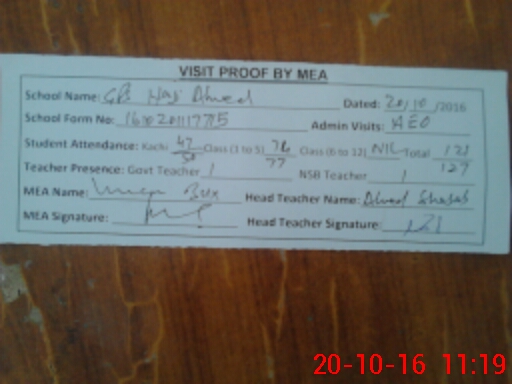 VISIT PROOF BY MEA
School Name: GPS Haji Ahmed Dated: 20/10/2016
School Form No: Admin Visits: AEO
Student Attendance: Kachi 47/50 Class (1 to 5) 76/77 Class (6 to 12) NIL Total 123/127
Teacher Presence: Govt Teacher 1 NSB Teacher 1
MEA Name: Bux Head Teacher Name: Ahmed
MEA Signature: Head Teacher Signature:
20-10-16 11:19